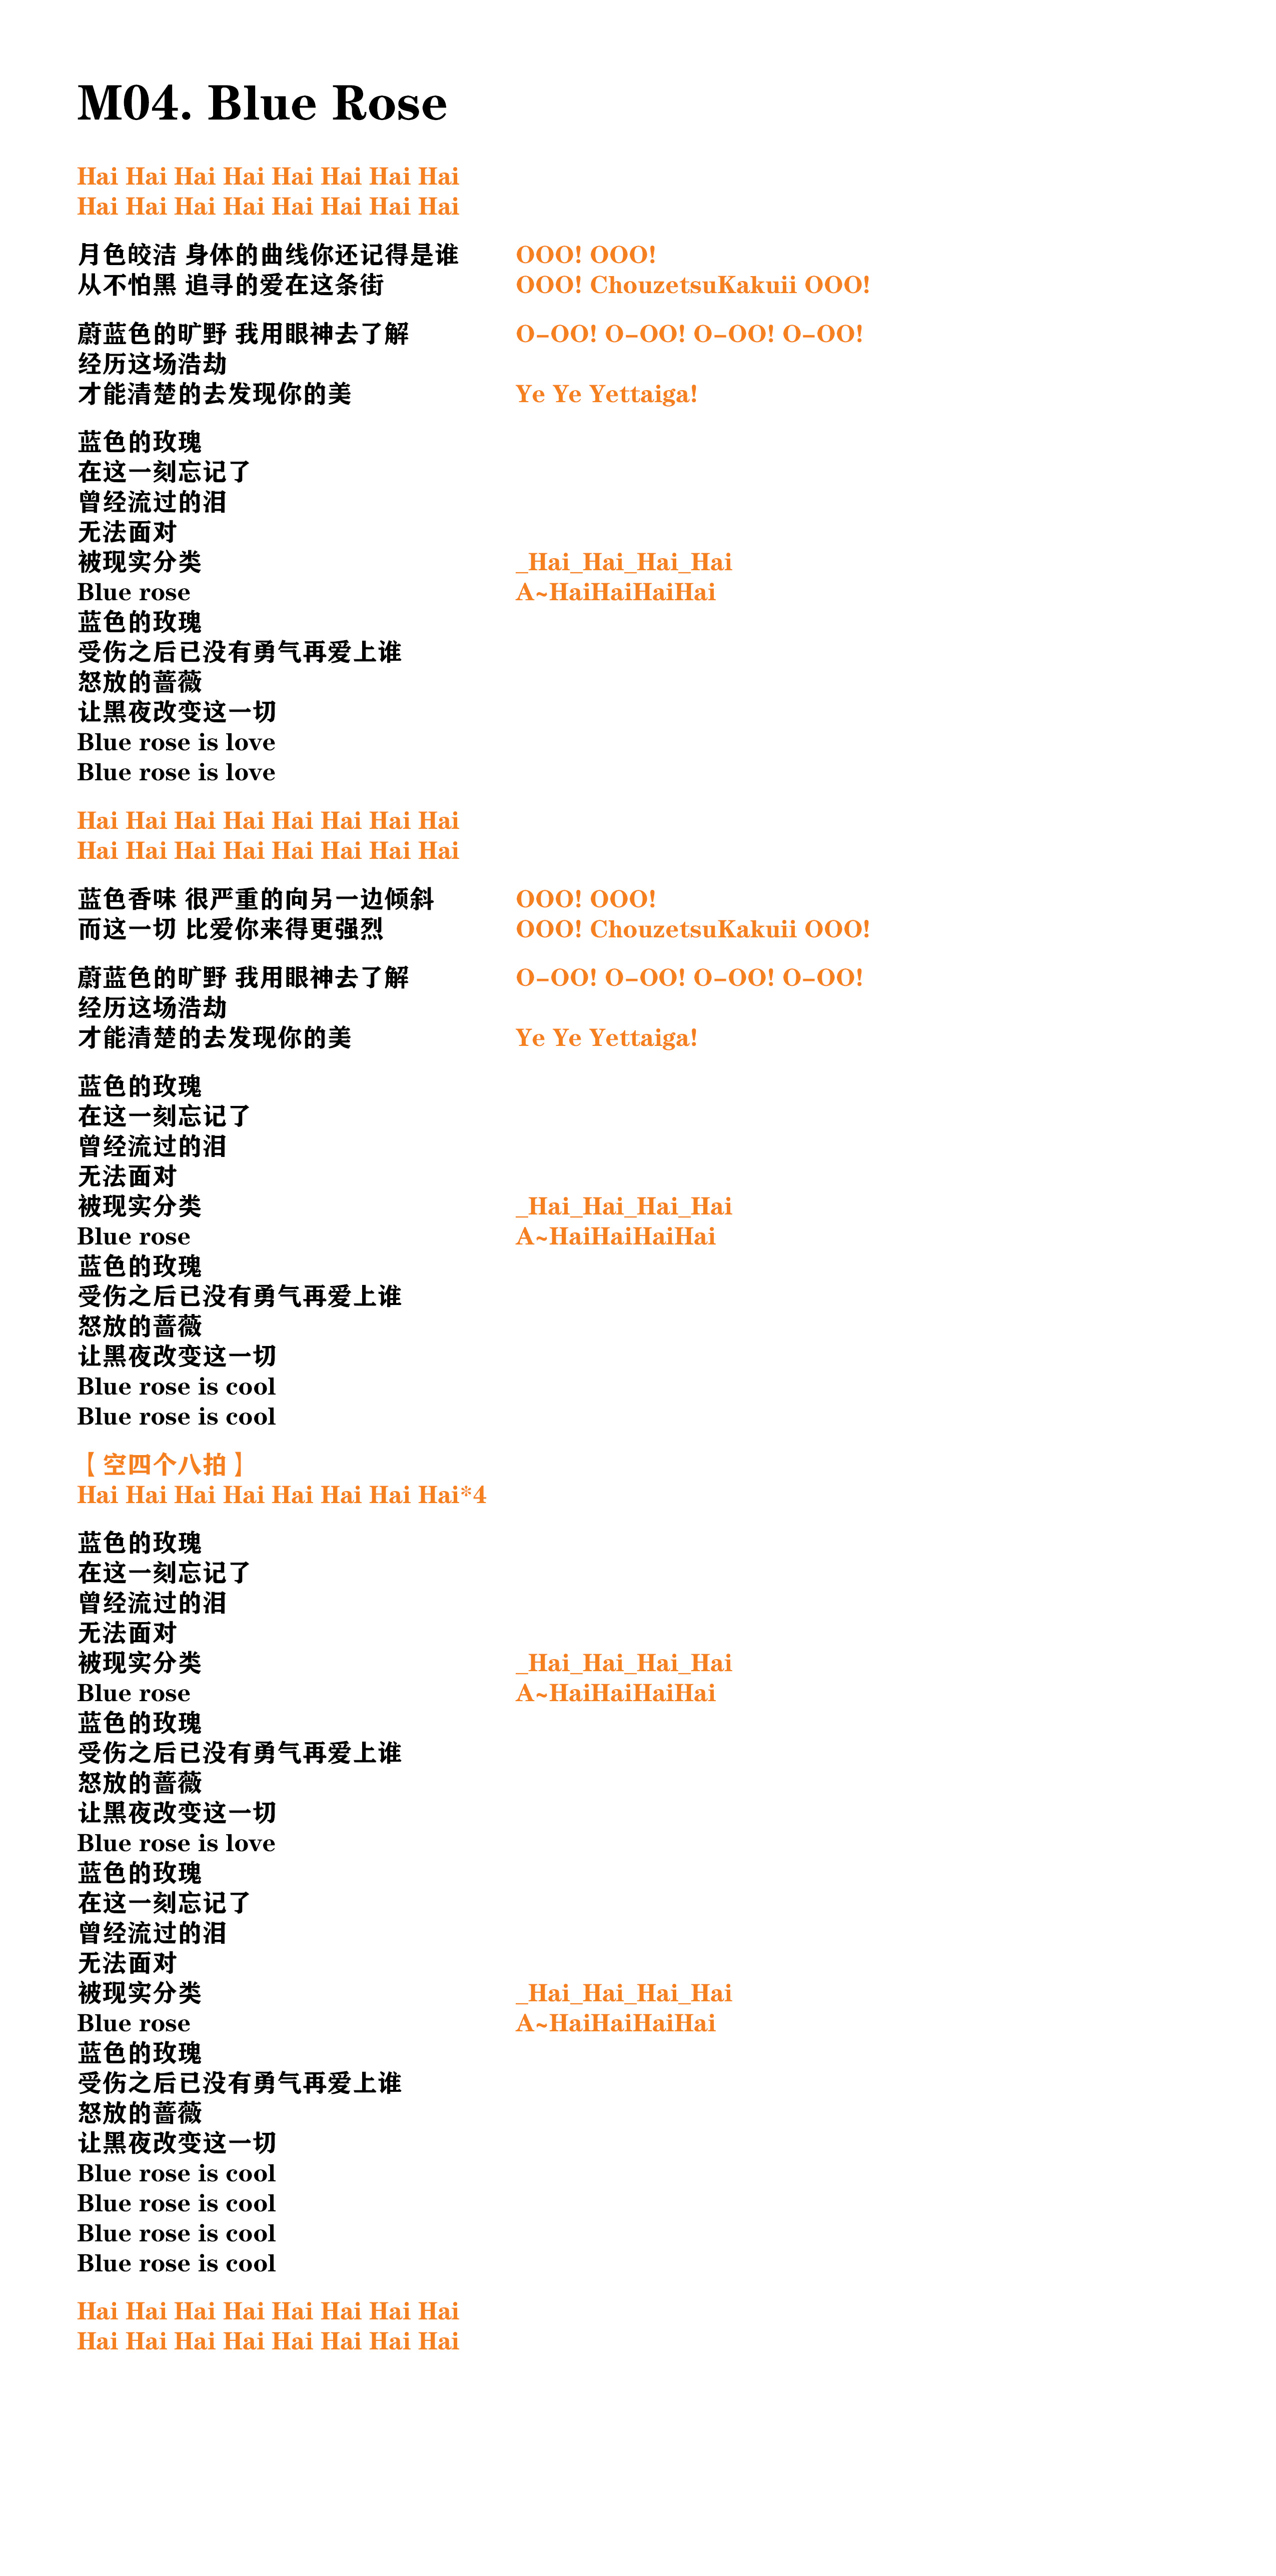 M04. Blue Rose
Hai Hai Hai Hai Hai Hai Hai Hai
Hai Hai Hai Hai Hai Hai Hai Hai
月色皎洁 身体的曲线你还记得是谁 OOO! OOO!
从不怕黑 追寻的爱在这条街 OOO! ChouzetsuKakuii OOO!
蔚蓝色的旷野 我用眼神去了解 O-OO! O-OO! O-OO! O-OO!
经历这场浩劫
才能清楚的去发现你的美 Ye Ye Yettaiga!
蓝色的玫瑰
在这一刻忘记了
曾经流过的泪
无法面对
被现实分类 _Hai_Hai_Hai_Hai
Blue rose A~HaiHaiHaiHai
蓝色的玫瑰
受伤之后已没有勇气再爱上谁
怒放的蔷薇
让黑夜改变这一切
Blue rose is love
Blue rose is love
Hai Hai Hai Hai Hai Hai Hai Hai
Hai Hai Hai Hai Hai Hai Hai Hai
蓝色香味 很严重的向另一边倾斜 OOO! OOO!
而这一切 比爱你来得更强烈 OOO! ChouzetsuKakuii OOO!
蔚蓝色的旷野 我用眼神去了解 O-OO! O-OO! O-OO! O-OO!
经历这场浩劫
才能清楚的去发现你的美 Ye Ye Yettaiga!
蓝色的玫瑰
在这一刻忘记了
曾经流过的泪
无法面对
被现实分类 _Hai_Hai_Hai_Hai
Blue rose A~HaiHaiHaiHai
蓝色的玫瑰
受伤之后已没有勇气再爱上谁
怒放的蔷薇
让黑夜改变这一切
Blue rose is cool
Blue rose is cool
【空四个八拍】
Hai Hai Hai Hai Hai Hai Hai Hai*4
蓝色的玫瑰
在这一刻忘记了
曾经流过的泪
无法面对
被现实分类 _Hai_Hai_Hai_Hai
Blue rose A~HaiHaiHaiHai
蓝色的玫瑰
受伤之后已没有勇气再爱上谁
怒放的蔷薇
让黑夜改变这一切
Blue rose is love
蓝色的玫瑰
在这一刻忘记了
曾经流过的泪
无法面对
被现实分类 _Hai_Hai_Hai_Hai
Blue rose A~HaiHaiHaiHai
蓝色的玫瑰
受伤之后已没有勇气再爱上谁
怒放的蔷薇
让黑夜改变这一切
Blue rose is cool
Blue rose is cool
Blue rose is cool
Blue rose is cool
Hai Hai Hai Hai Hai Hai Hai Hai
Hai Hai Hai Hai Hai Hai Hai Hai